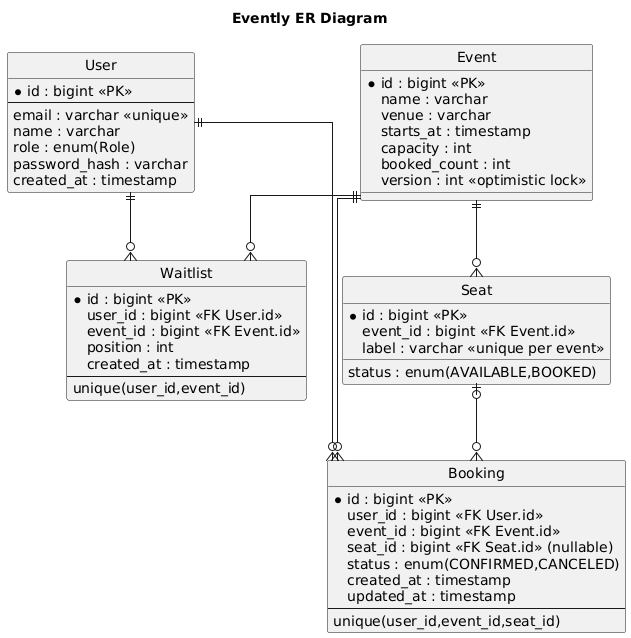 Evently ER Diagram
User
* id : bigint «PK»
email : varchar «unique»
name : varchar
role : enum(Role)
password_hash : varchar
created_at : timestamp
Event
* id : bigint «PK»
name : varchar
venue : varchar
starts_at : timestamp
capacity : int
booked_count : int
version : int «optimistic lock»
Waitlist
* id : bigint «PK»
user_id : bigint «FK User.id»
event_id : bigint «FK Event.id»
position : int
created_at : timestamp
unique(user_id,event_id)
Seat
* id : bigint «PK»
event_id : bigint «FK Event.id»
label : varchar «unique per event»
status : enum(AVAILABLE,BOOKED)
Booking
* id : bigint «PK»
user_id : bigint «FK User.id»
event_id : bigint «FK Event.id»
seat_id : bigint «FK Seat.id» (nullable)
status : enum(CONFIRMED,CANCELED)
created_at : timestamp
updated_at : timestamp
unique(user_id,event_id,seat_id)